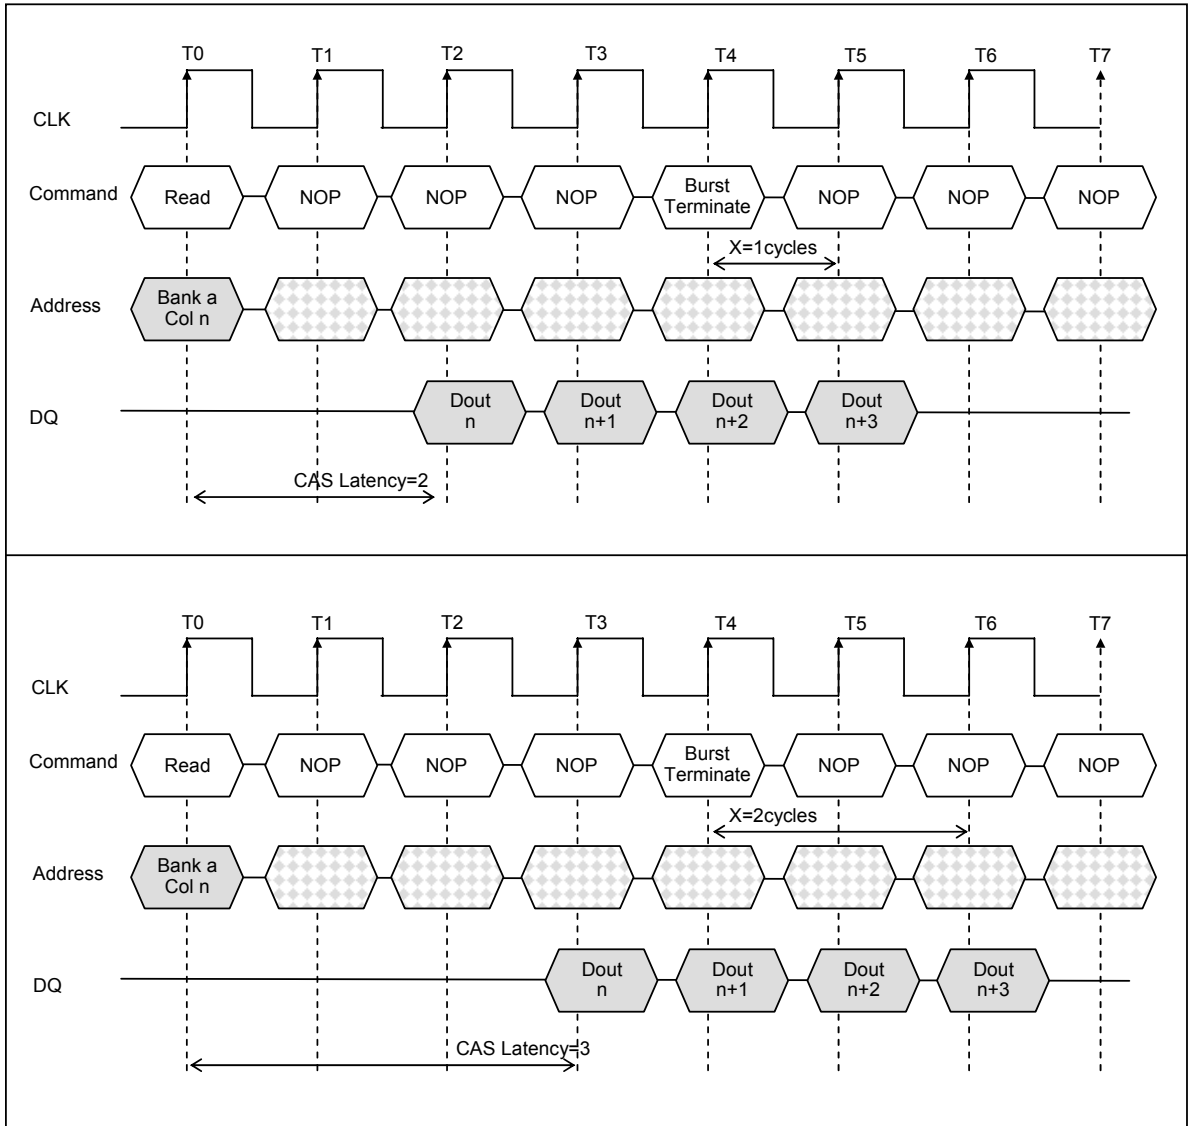 T0 T1 T2 T3 T4 T5 T6 T7
CLK
Command Read NOP NOP NOP Burst Terminate NOP NOP NOP
X=1cycles
Address Bank a Col n
DQ Dout n Dout n+1 Dout n+2 Dout n+3
CAS Latency=2
T0 T1 T2 T3 T4 T5 T6 T7
CLK
Command Read NOP NOP NOP Burst Terminate NOP NOP NOP
X=2cycles
Address Bank a Col n
DQ Dout n Dout n+1 Dout n+2 Dout n+3
CAS Latency=3